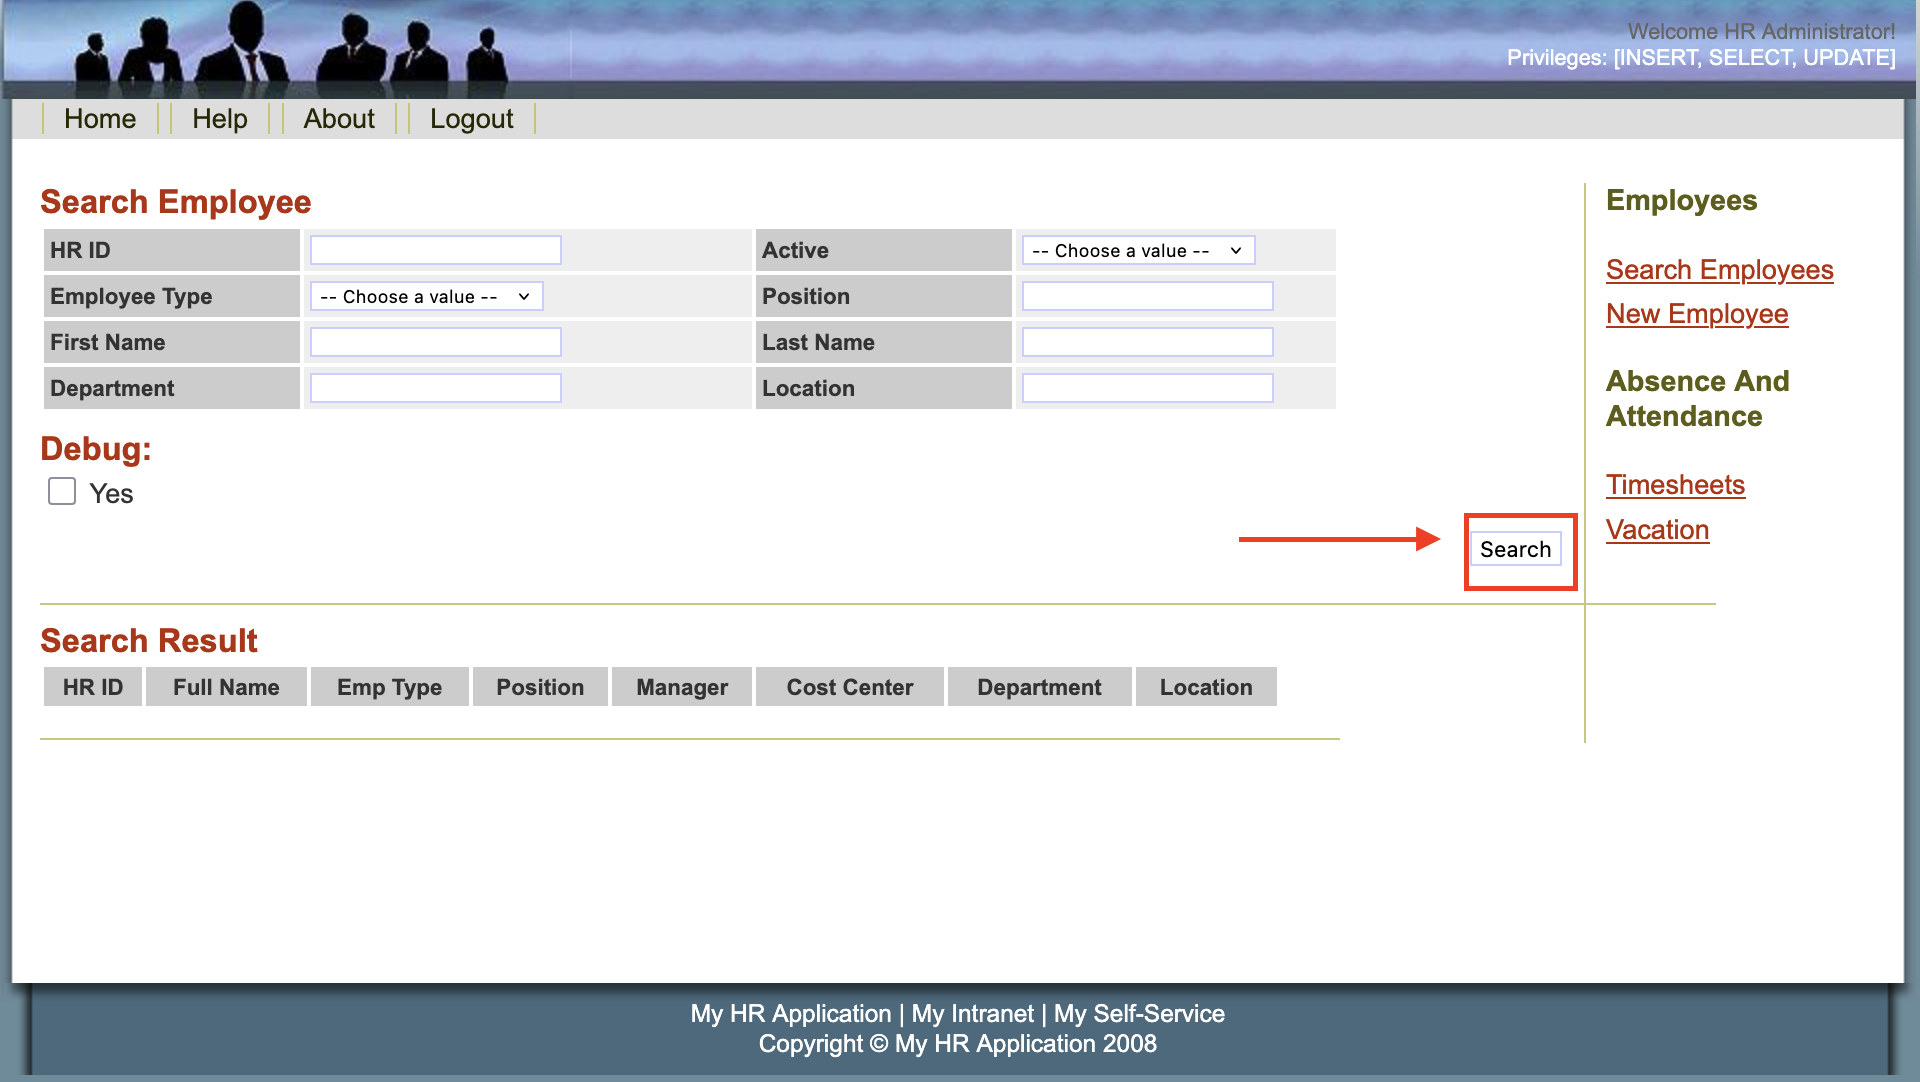 Welcome HR Administrator!
Privileges: [INSERT, SELECT, UPDATE]
Home Help About Logout
Search Employee
HR ID Active -- Choose a value --
Employee Type -- Choose a value -- Position
First Name Last Name
Department Location
Debug:
Yes
Search
Search Result
HR ID Full Name Emp Type Position Manager Cost Center Department Location
Employees
Search Employees
New Employee
Absence And
Attendance
Timesheets
Vacation
My HR Application | My Intranet | My Self-Service
Copyright © My HR Application 2008